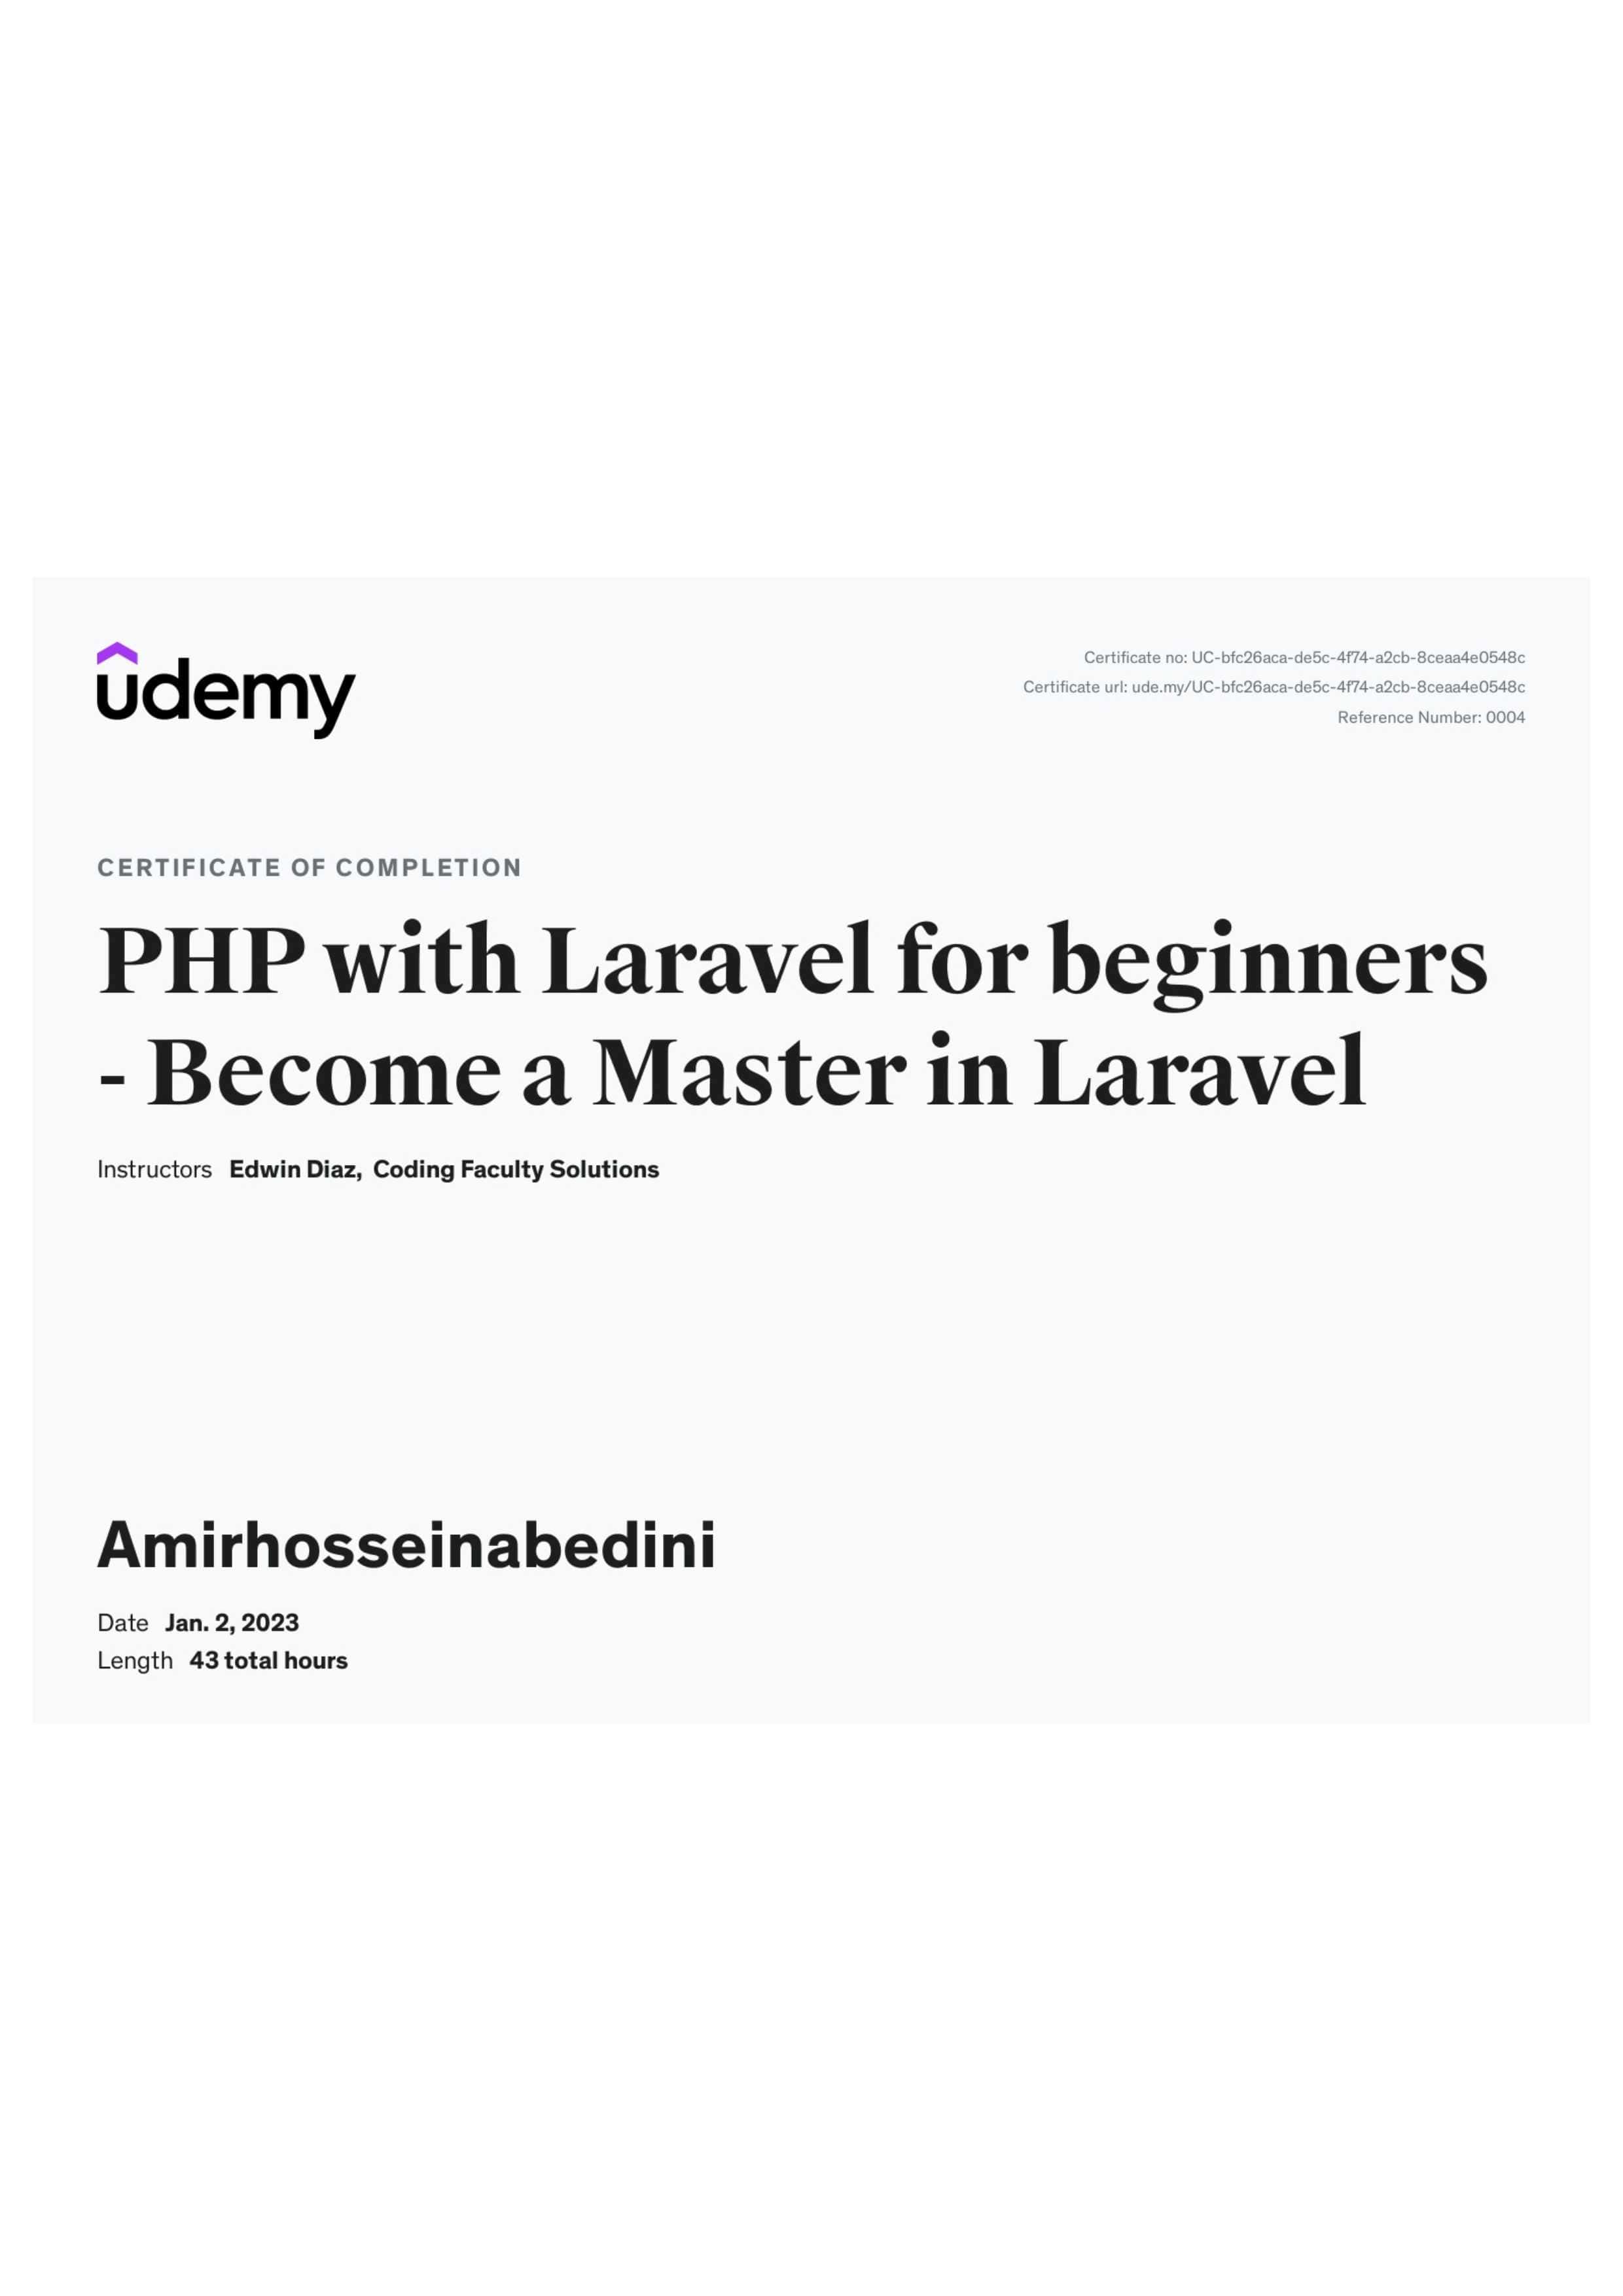 udemy
Certificate no: UC-bfc26aca-de5c-4f74-a2cb-8ceaa4e0548c
Certificate url: ude.my/UC-bfc26aca-de5c-4f74-a2cb-8ceaa4e0548c
Reference Number: 0004
CERTIFICATE OF COMPLETION
PHP with Laravel for beginners
- Become a Master in Laravel
Instructors Edwin Diaz, Coding Faculty Solutions
Amirhosseinabedini
Date Jan. 2, 2023
Length 43 total hours